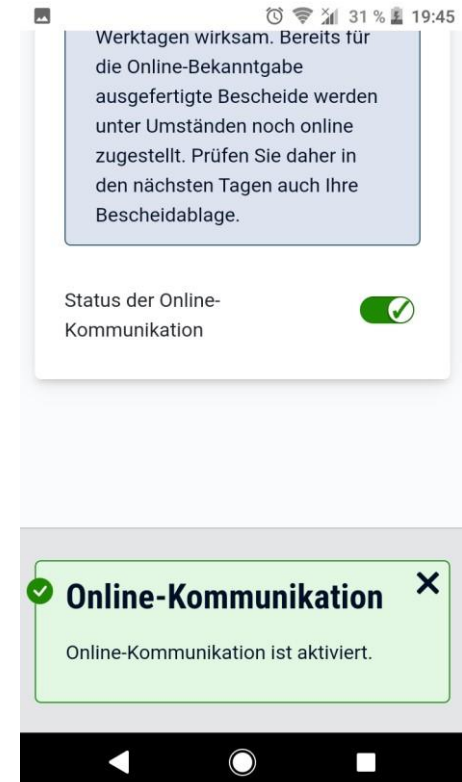 31 % 19:45
Werktagen wirksam. Bereits für
die Online-Bekanntgabe
ausgefertigte Bescheide werden
unter Umständen noch online
zugestellt. Prüfen Sie daher in
den nächsten Tagen auch Ihre
Bescheidablage.
Status der Online-
Kommunikation
Online-Kommunikation
Online-Kommunikation ist aktiviert.